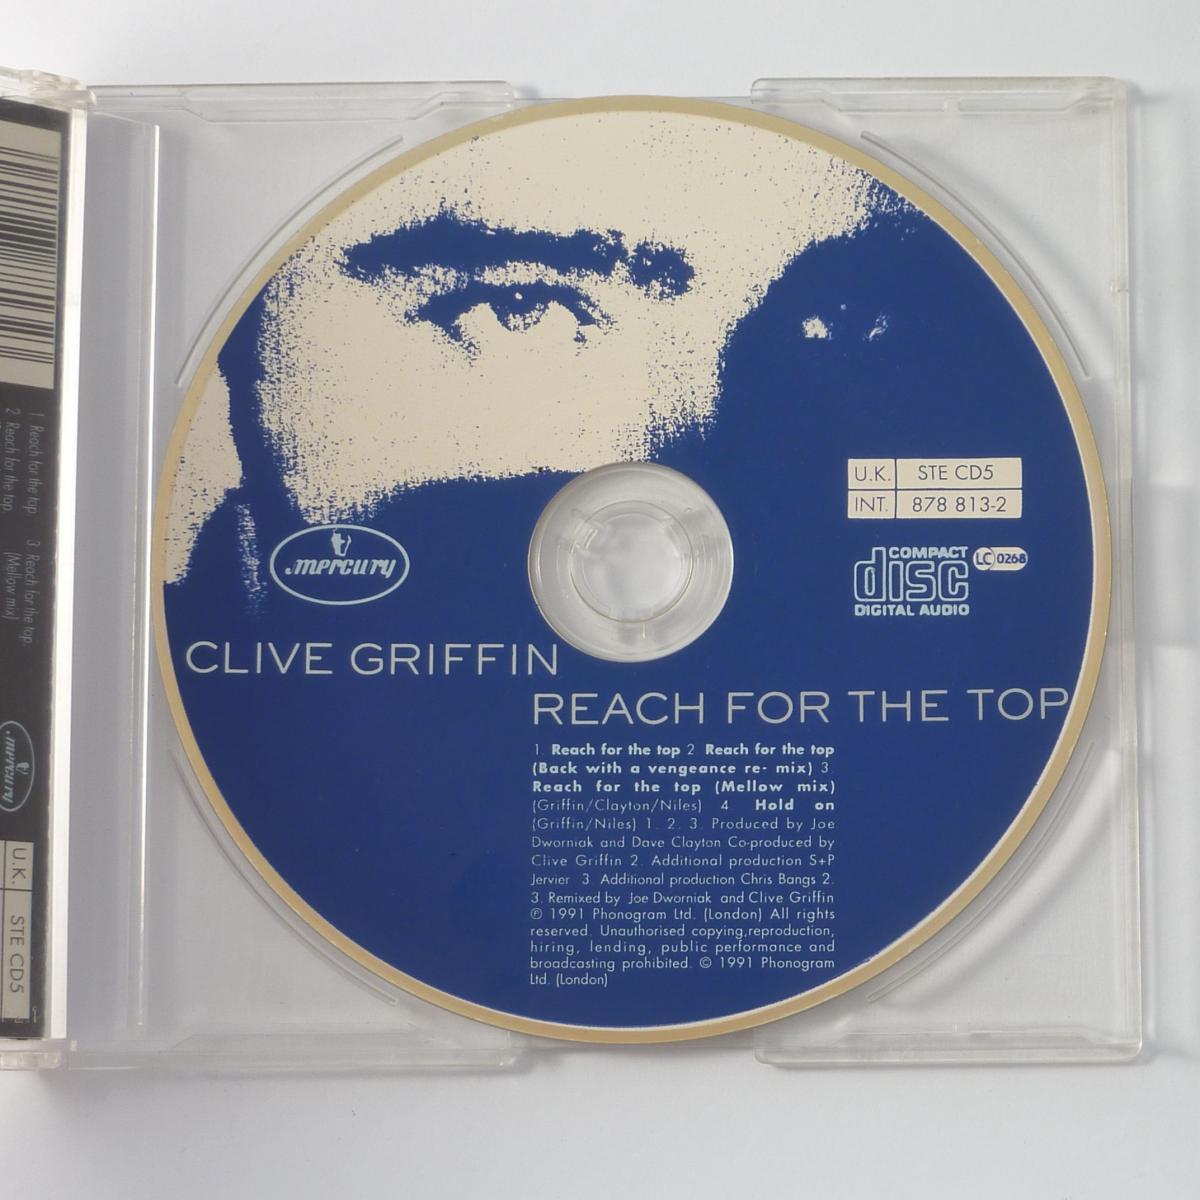 1 Reach for the top
2 Reach for the top
3. Reach for the top
(Mellow mix)
mercury
U.K. STE CD5
U.K. STE CD5
INT. 878 813-2
COMPACT
disc
DIGITAL AUDIO
LC 0268
mercury
CLIVE GRIFFIN
REACH FOR THE TOP
1. Reach for the top 2 Reach for the top
(Back with a vengeance re- mix) 3
Reach for the top (Mellow mix)
(Griffin/Clayton/Niles) 4. Hold on
(Griffin/Niles) 1. 2. 3. Produced by Joe
Dworniak and Dave Clayton Co-produced by
Clive Griffin 2. Additional production S+P
Jervier 3. Additional production Chris Bangs 2.
3. Remixed by Joe Dworniak and Clive Griffin
℗ 1991 Phonogram Ltd. (London) All rights
reserved. Unauthorised copying,reproduction,
hiring, lending, public performance and
broadcasting prohibited. © 1991 Phonogram
Ltd. (London)